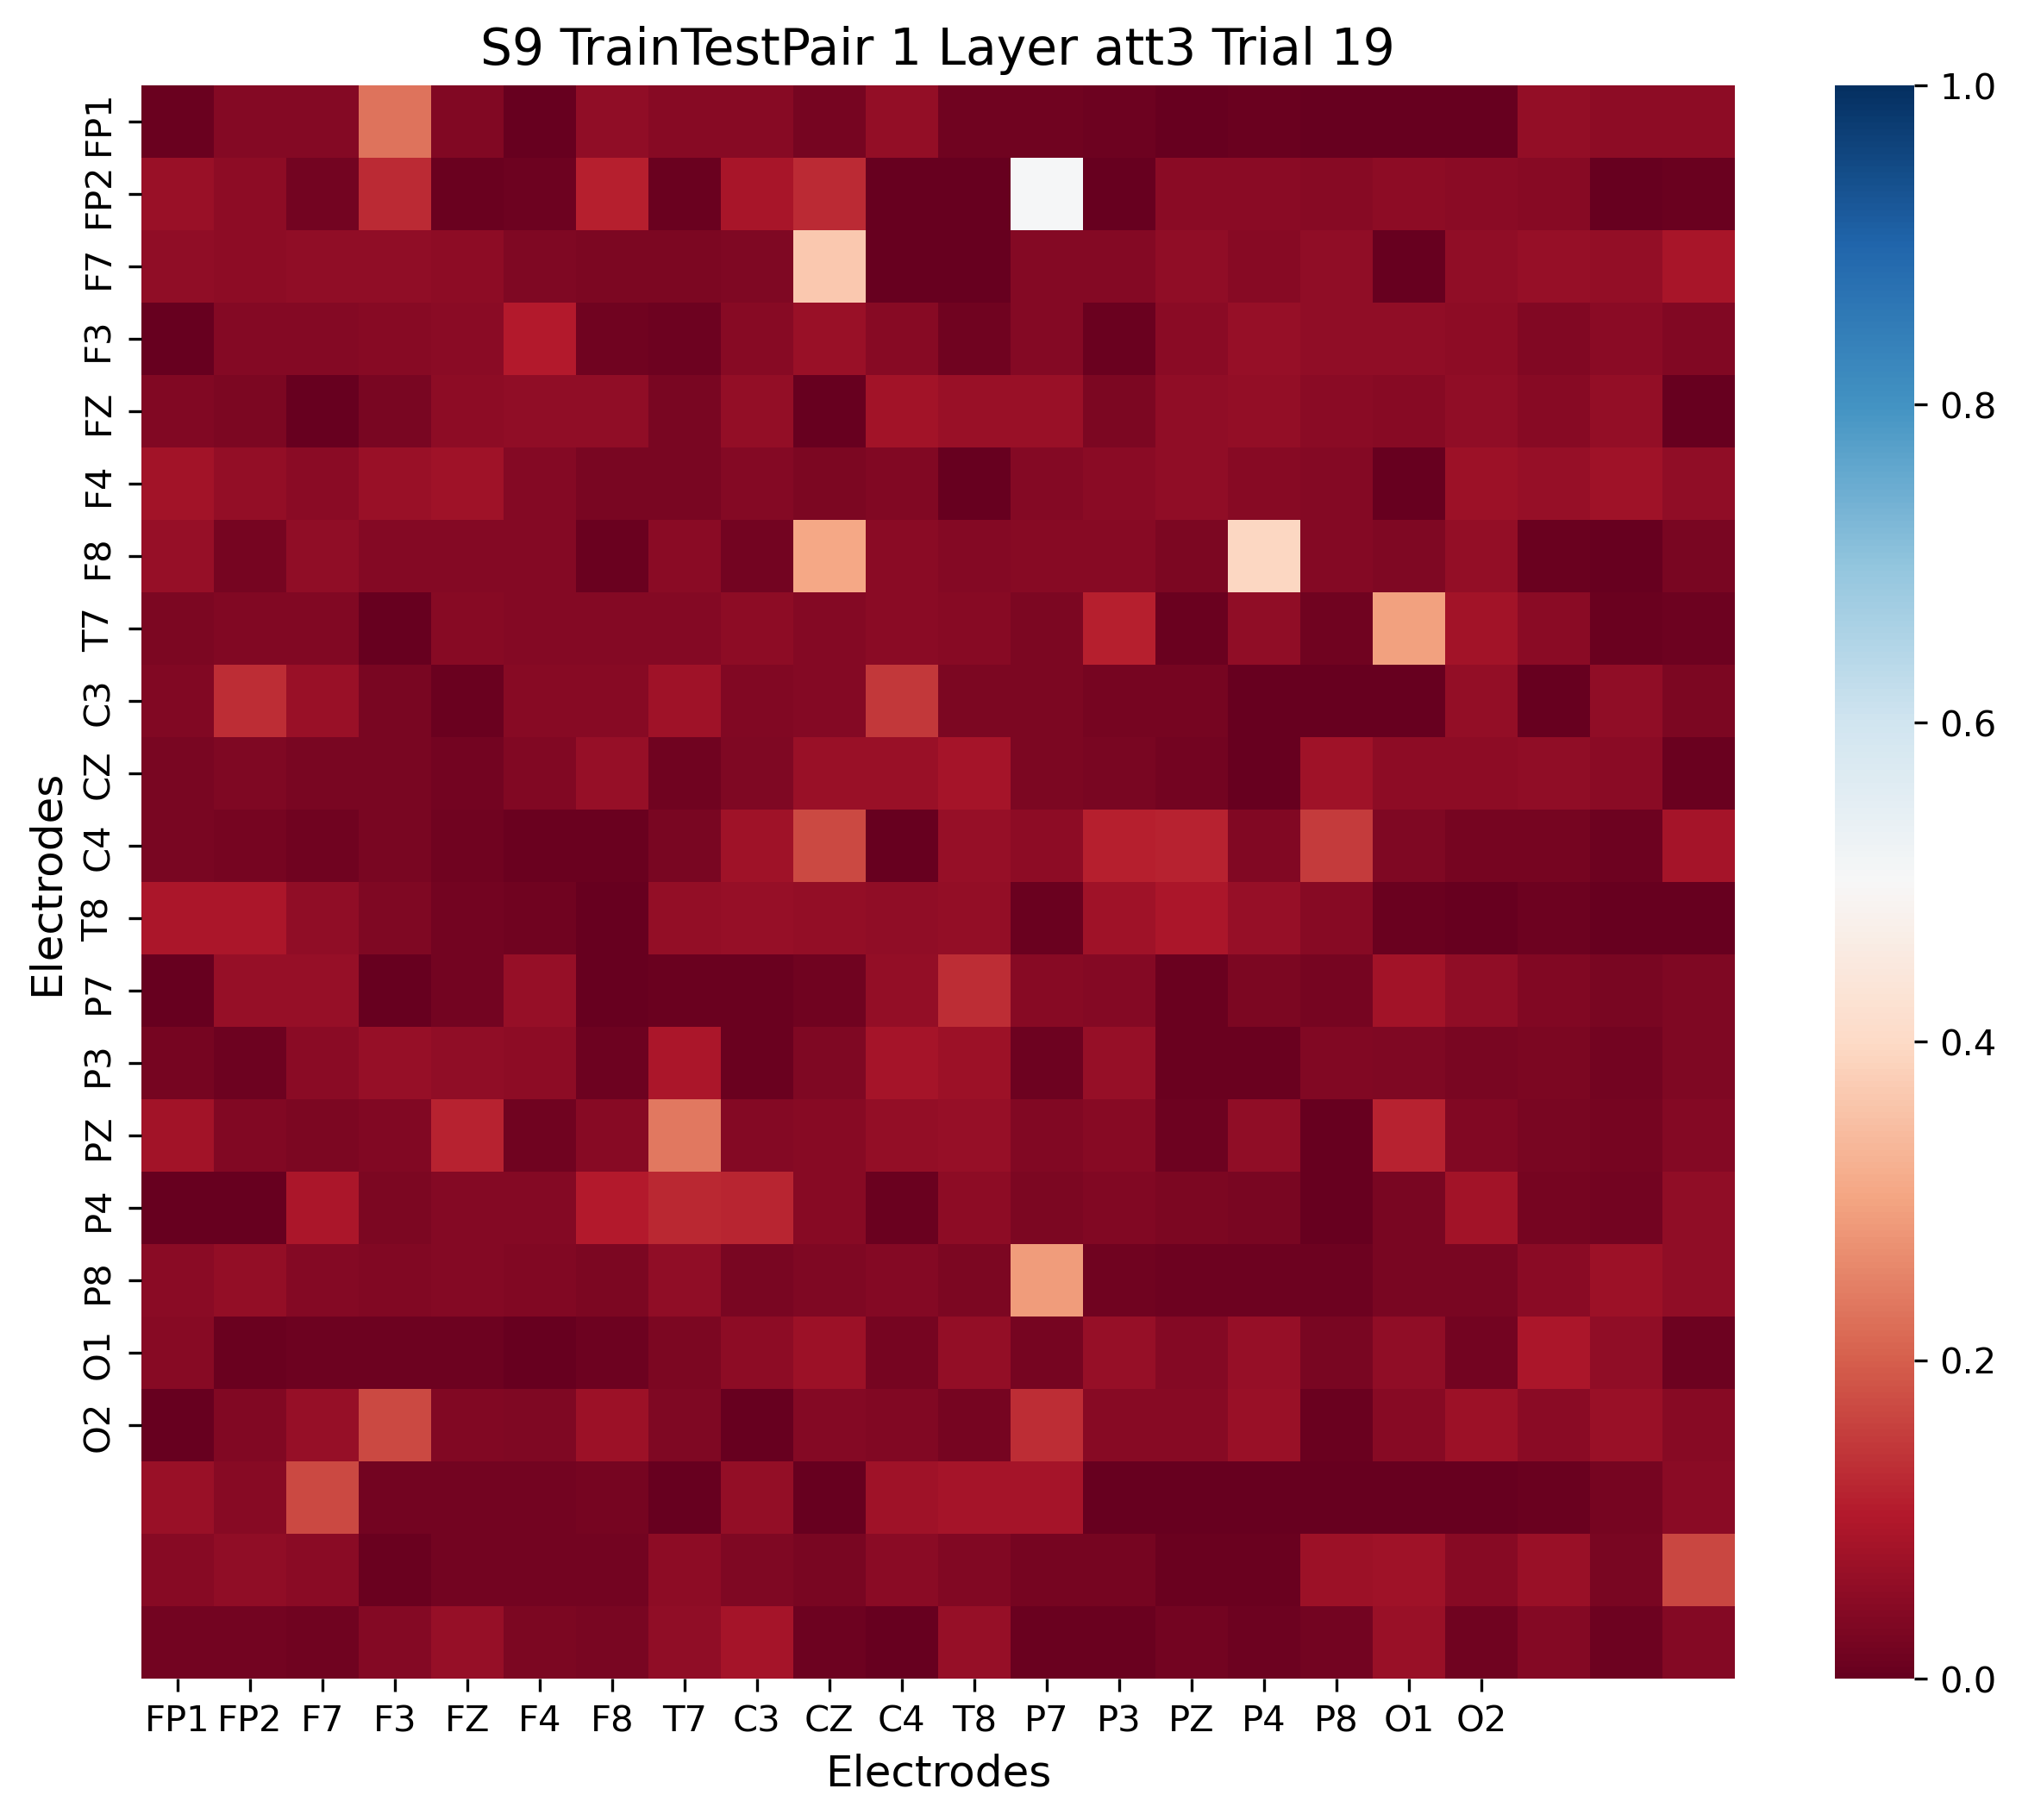 S9 TrainTestPair 1 Layer att3 Trial 19
Electrodes
FP1
FP2
F7
F3
FZ
F4
F8
T7
C3
CZ
C4
T8
P7
P3
PZ
P4
P8
O1
O2
FP1 FP2 F7 F3 FZ F4 F8 T7 C3 CZ C4 T8 P7 P3 PZ P4 P8 O1 O2
Electrodes
1.0
0.8
0.6
0.4
0.2
0.0